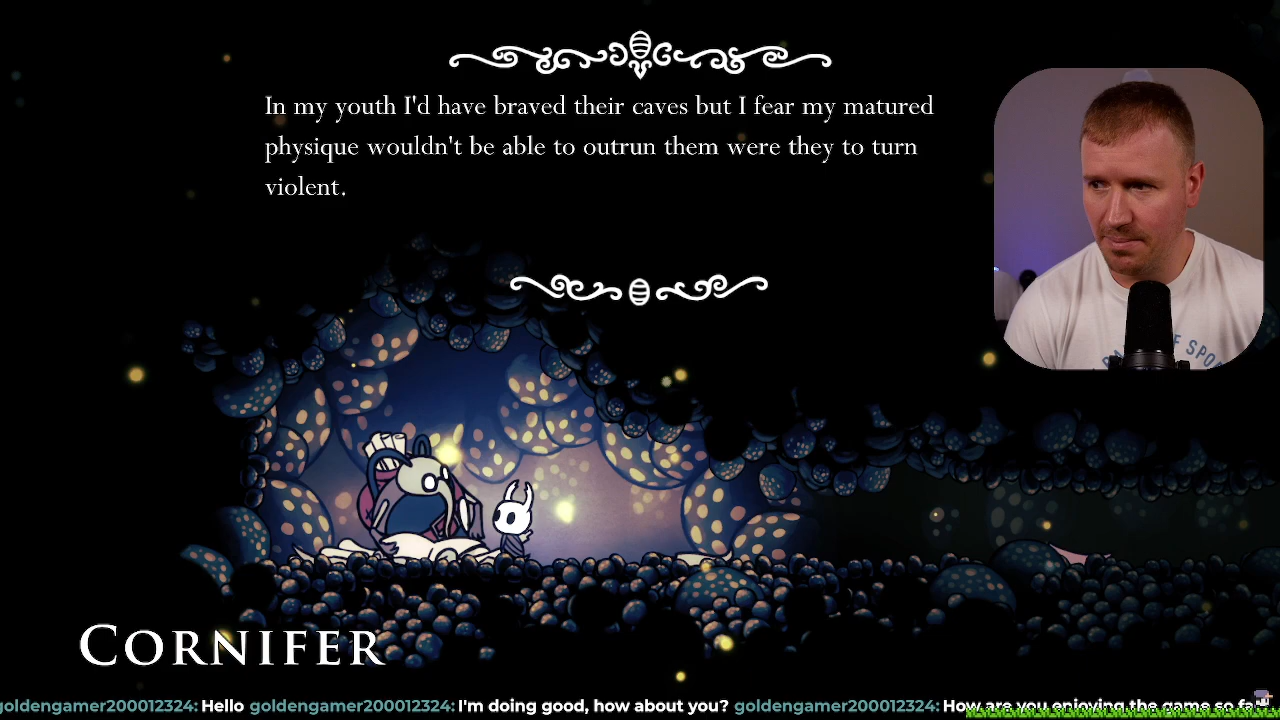 In my youth I'd have braved their caves but I fear my matured
physique wouldn't be able to outrun them were they to turn
violent.
CORNIFER
goldengamer200012324: Hello goldengamer200012324: I'm doing good, how about you? goldengamer200012324: How are you enjoying the game so